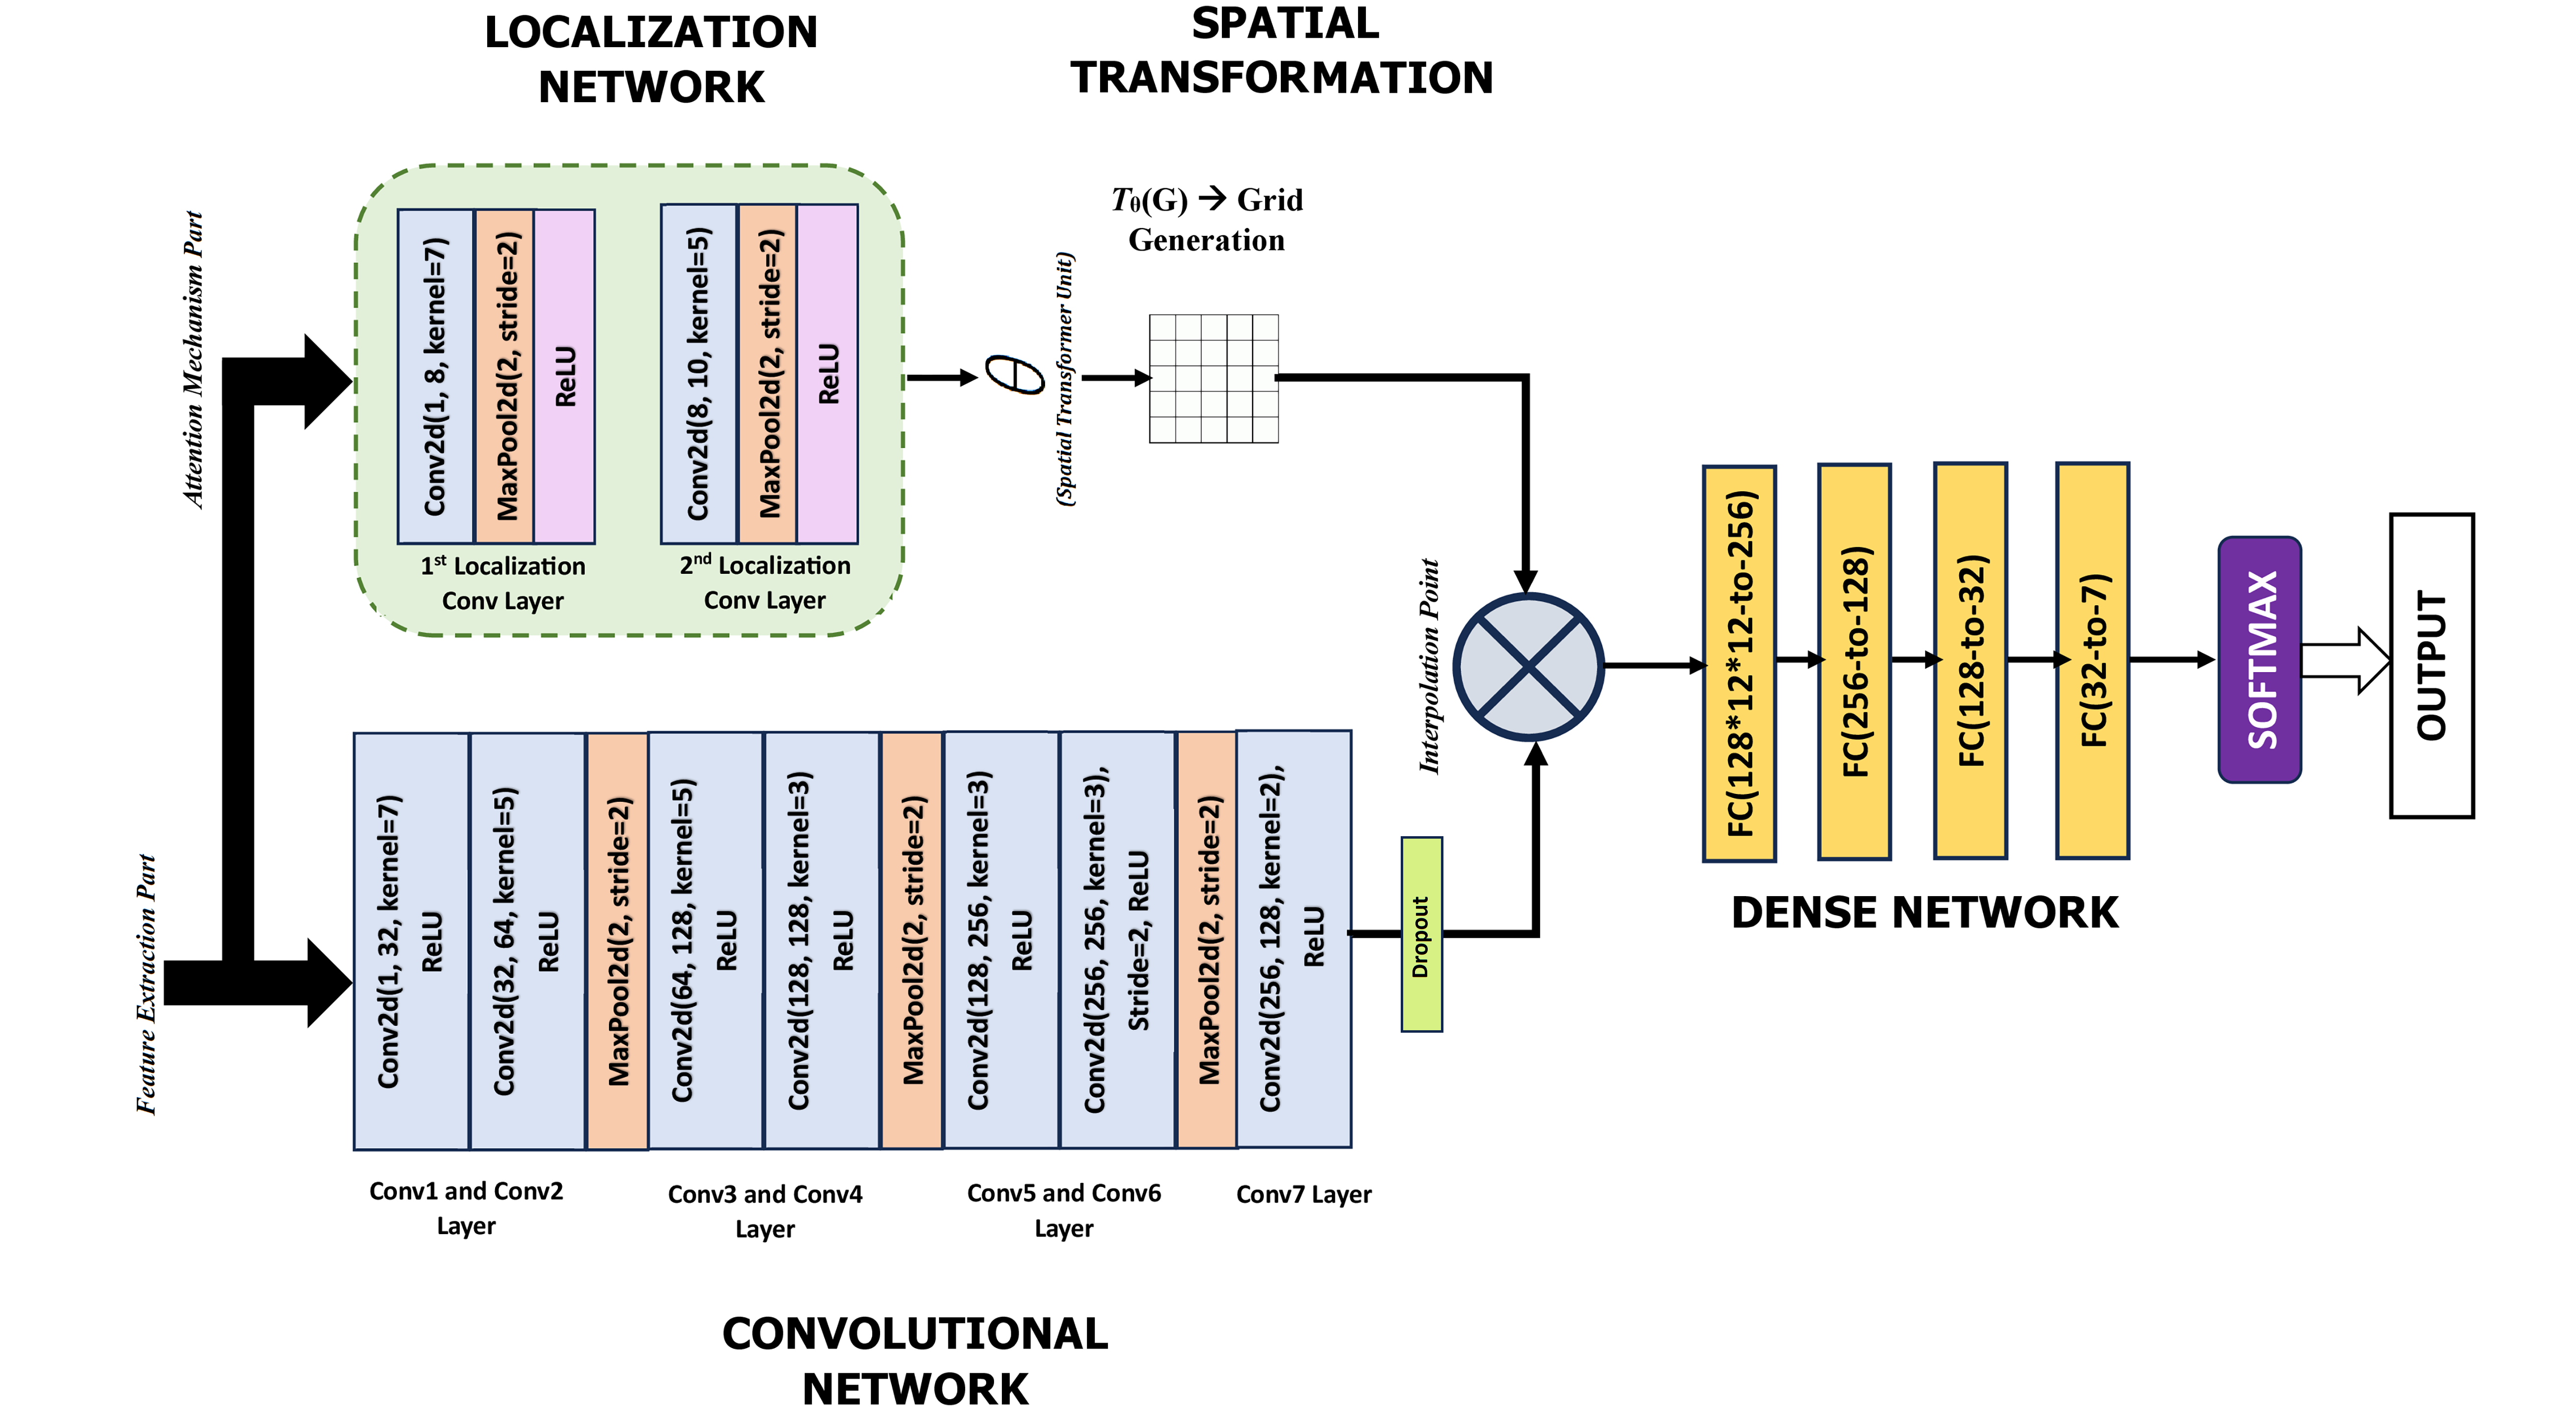 LOCALIZATION
NETWORK
SPATIAL
TRANSFORMATION
Attention Mechanism Part
Conv2d(1, 8, kernel=7)
MaxPool2d(2, stride=2)
ReLU
1st Localization
Conv Layer
Conv2d(8, 10, kernel=5)
MaxPool2d(2, stride=2)
ReLU
2nd Localization
Conv Layer
θ
(Spatial Transformer Unit)
Tθ(G) → Grid
Generation
Interpolation Point
Feature Extraction Part
Conv2d(1, 32, kernel=7)
ReLU
Conv2d(32, 64, kernel=5)
ReLU
MaxPool2d(2, stride=2)
Conv2d(64, 128, kernel=5)
ReLU
Conv2d(128, 128, kernel=3)
ReLU
MaxPool2d(2, stride=2)
Conv2d(128, 256, kernel=3)
ReLU
Conv2d(256, 256, kernel=3),
Stride=2, ReLU
MaxPool2d(2, stride=2)
Conv2d(256, 128, kernel=2),
ReLU
Conv1 and Conv2
Layer
Conv3 and Conv4
Layer
Conv5 and Conv6
Layer
Conv7 Layer
Dropout
CONVOLUTIONAL
NETWORK
FC(128*12*12-to-256)
FC(256-to-128)
FC(128-to-32)
FC(32-to-7)
DENSE NETWORK
SOFTMAX
OUTPUT